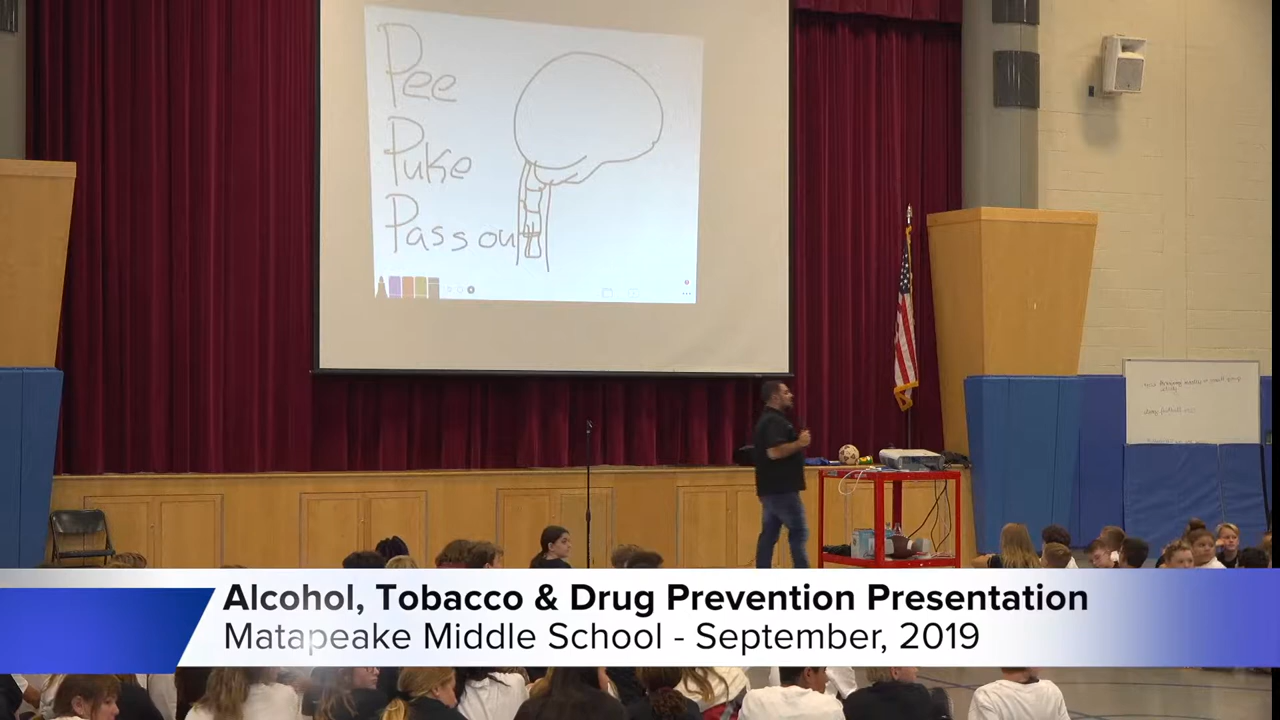 Pee
Puke
Pass out
Alcohol, Tobacco & Drug Prevention Presentation
Matapeake Middle School - September, 2019